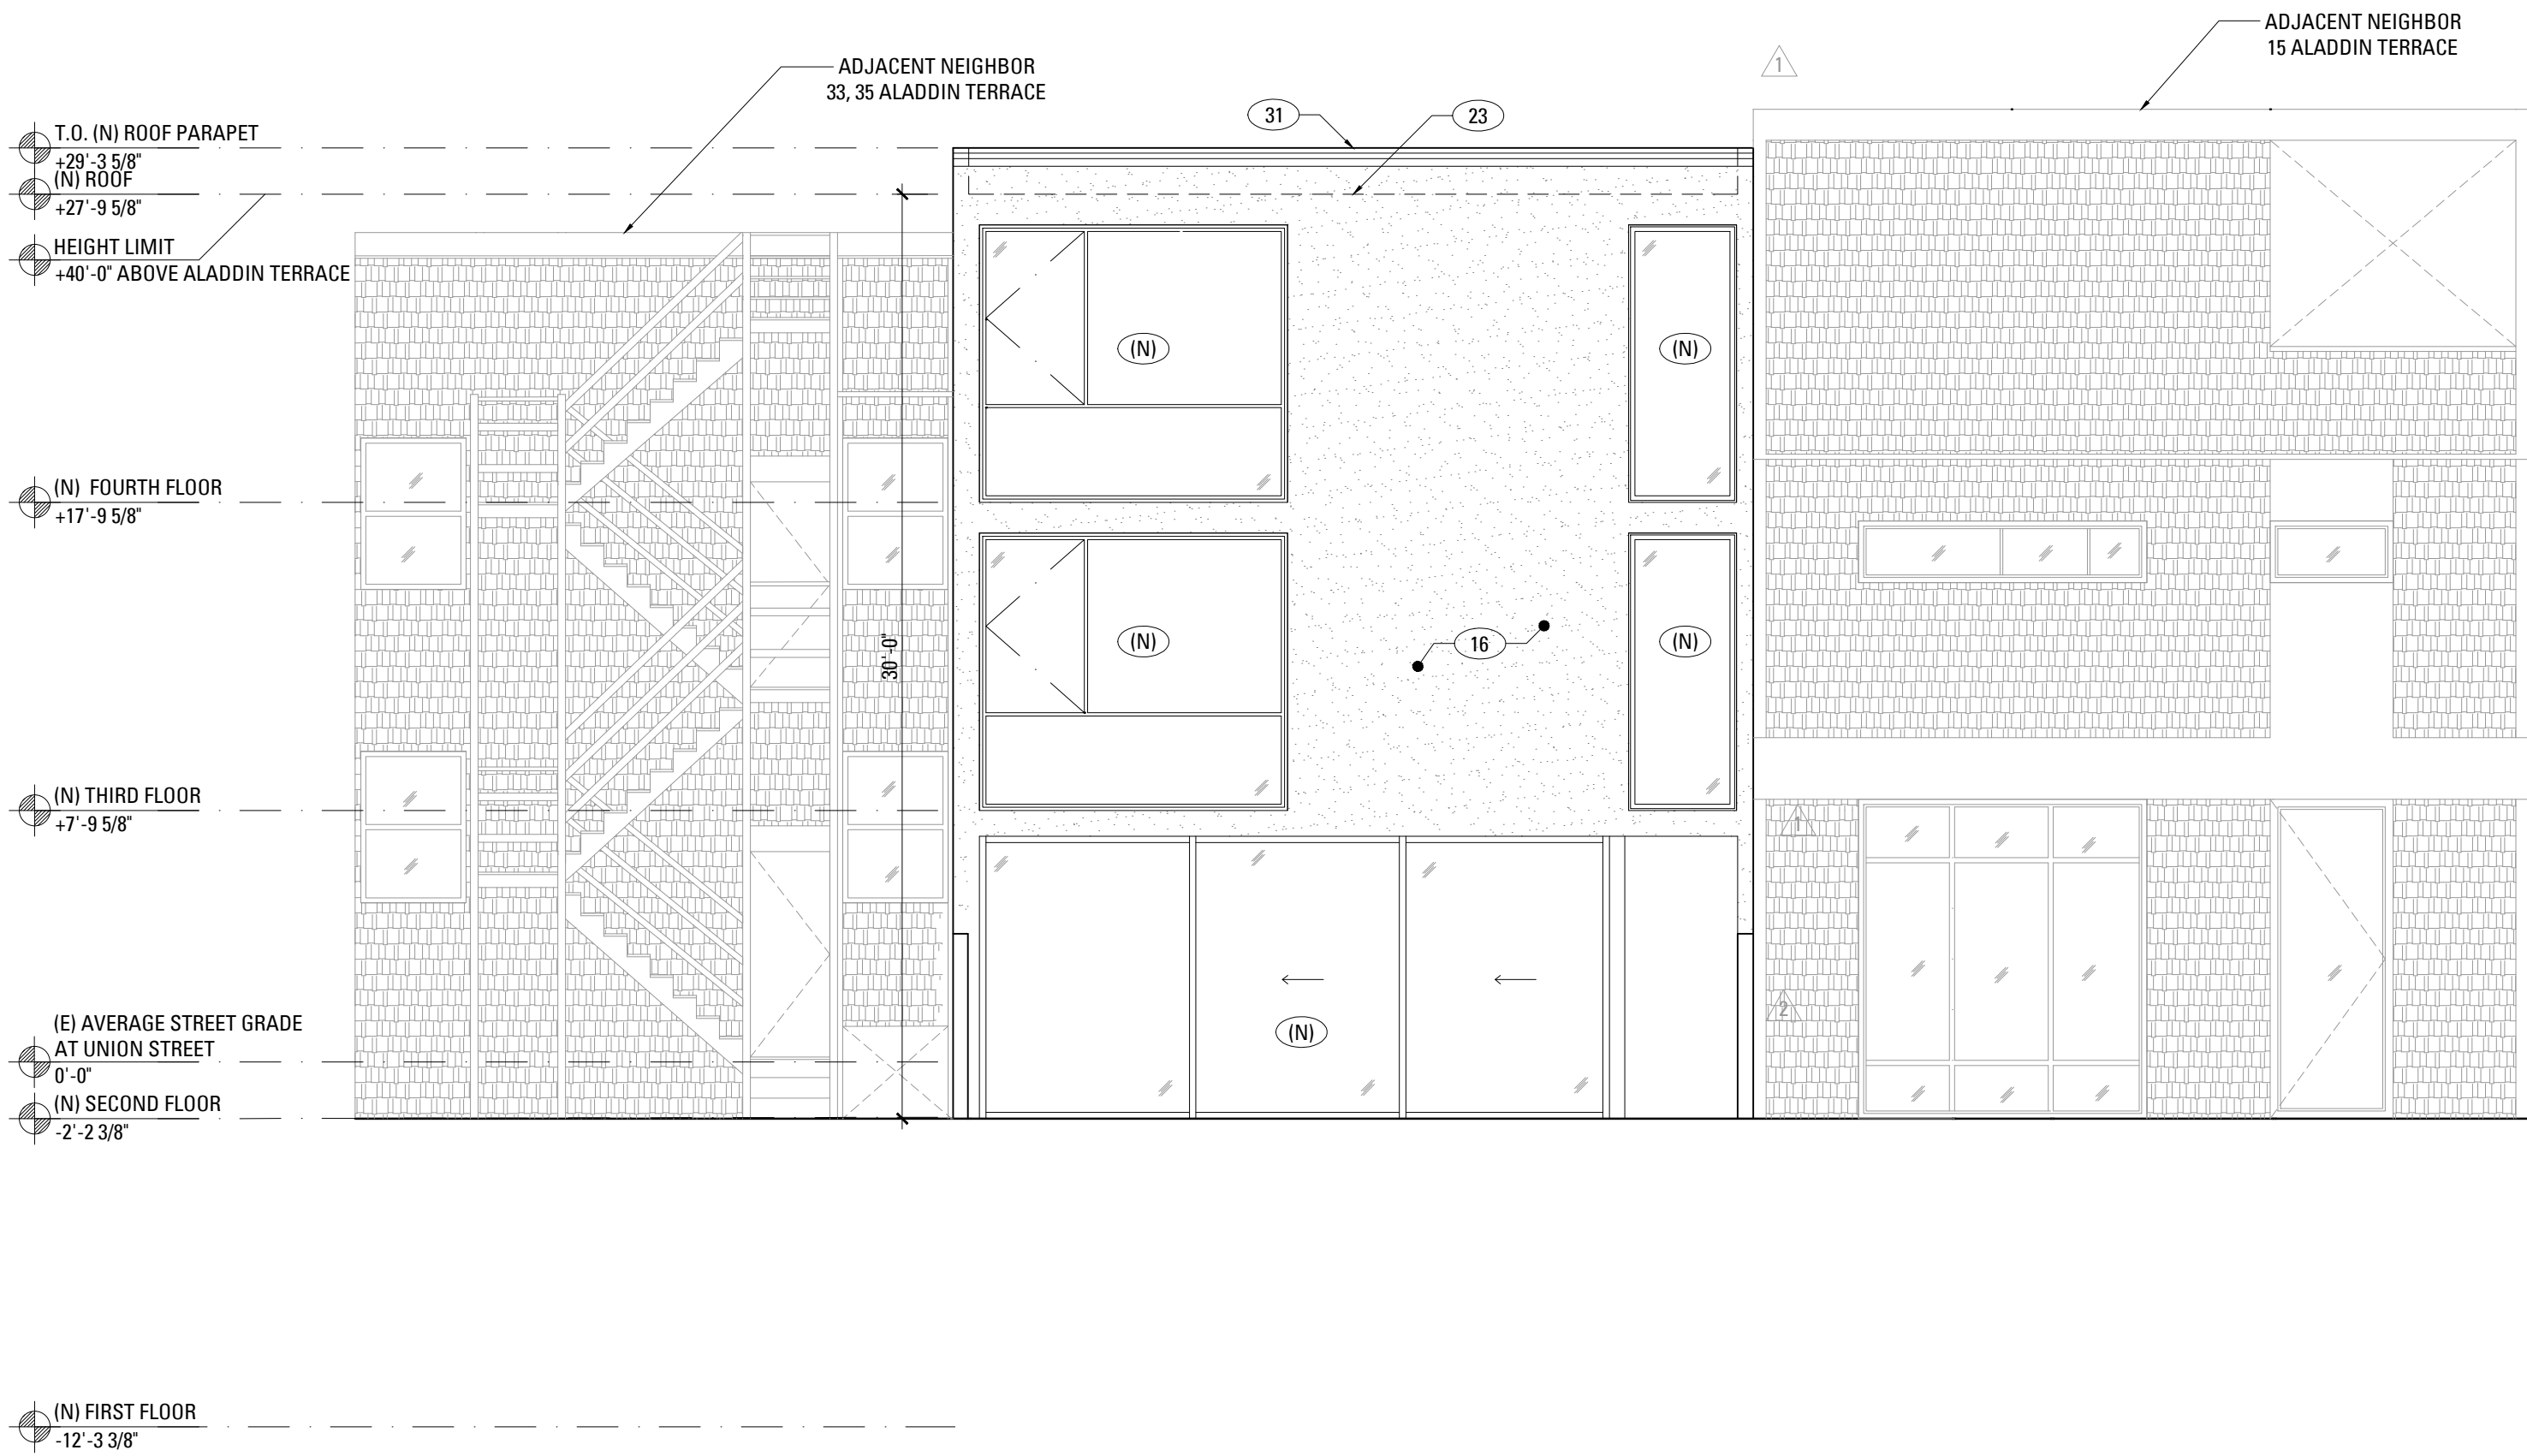 ADJACENT NEIGHBOR
15 ALADDIN TERRACE
1
ADJACENT NEIGHBOR
33, 35 ALADDIN TERRACE
31
23
T.O. (N) ROOF PARAPET
+29'-3 5/8"
(N) ROOF
+27'-9 5/8"
HEIGHT LIMIT
+40'-0" ABOVE ALADDIN TERRACE
(N)
(N)
(N) FOURTH FLOOR
+17'-9 5/8"
(N)
16
(N)
30'-0"
(N) THIRD FLOOR
+7'-9 5/8"
1
(E) AVERAGE STREET GRADE
AT UNION STREET
0'-0"
2
(N)
(N) SECOND FLOOR
-2'-2 3/8"
(N) FIRST FLOOR
-12'-3 3/8"